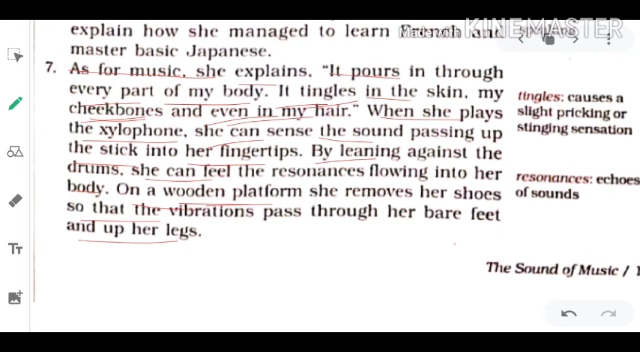 explain how she managed to learn French and
master basic Japanese.
7. As for music, she explains, "It pours in through
every part of my body. It tingles in the skin, my
cheekbones and even in my hair." When she plays
the xylophone, she can sense the sound passing up
the stick into her fingertips. By leaning against the
drums, she can feel the resonances flowing into her
body. On a wooden platform she removes her shoes
so that the vibrations pass through her bare feet
and up her legs.
tingles: causes a
slight pricking or
stinging sensation
resonances: echoes
of sounds
The Sound of Music /
Made with KINEMASTER
Tт